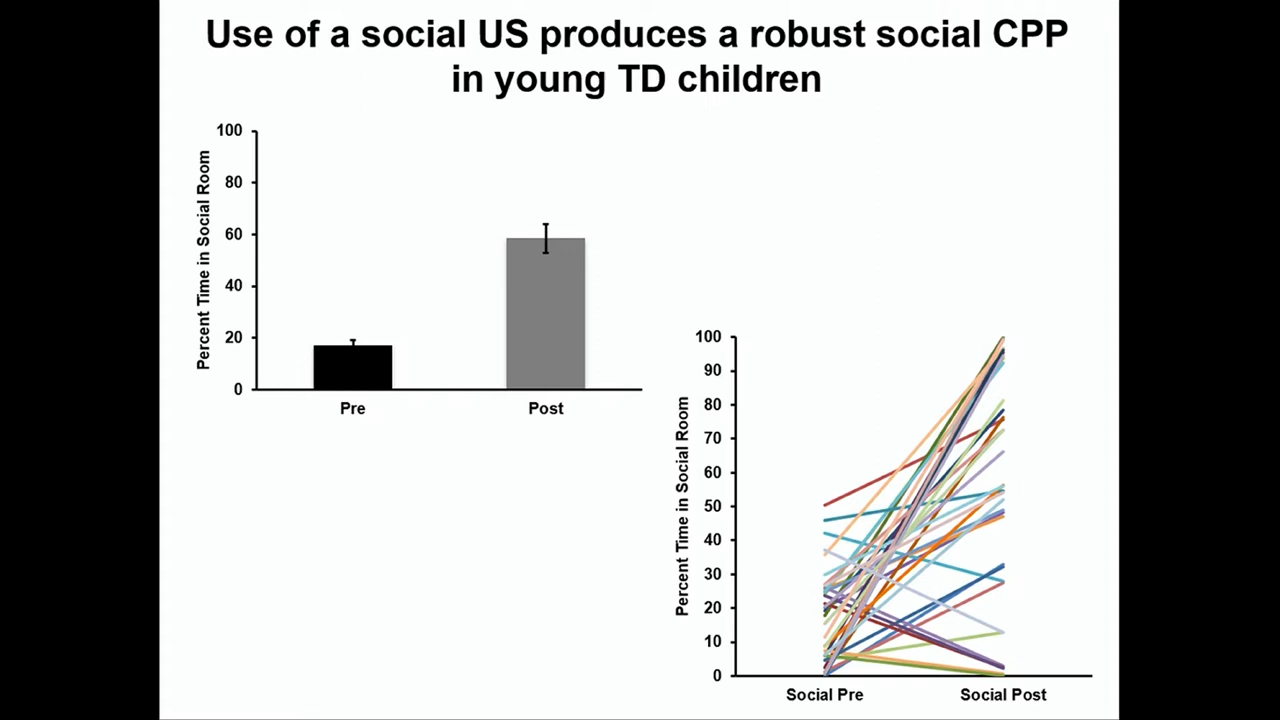 Use of a social US produces a robust social CPP
in young TD children
Percent Time in Social Room
100
80
60
40
20
0
Pre
Post
Percent Time in Social Room
100
90
80
70
60
50
40
30
20
10
0
Social Pre
Social Post